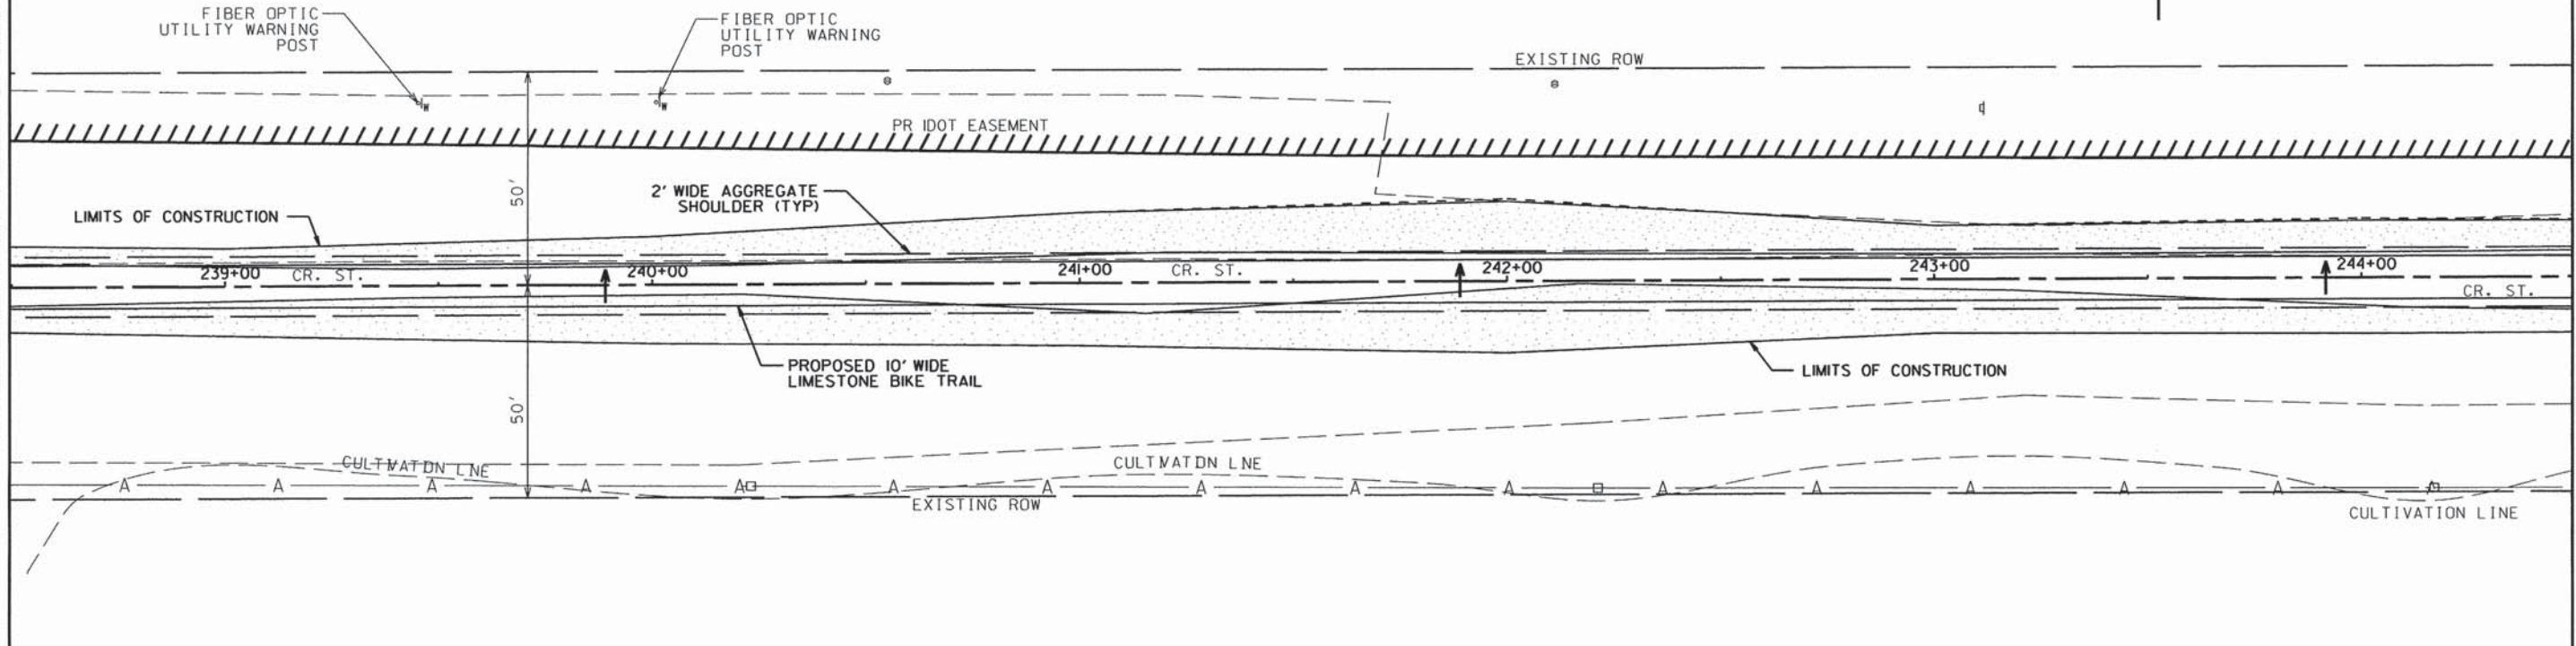 FIBER OPTIC
UTILITY WARNING
POST
FIBER OPTIC
UTILITY WARNING
POST
EXISTING ROW
PR IDOT EASEMENT
50'
2' WIDE AGGREGATE
SHOULDER (TYP)
LIMITS OF CONSTRUCTION
239+00
CR. ST.
240+00
241+00
CR. ST.
242+00
243+00
244+00
CR. ST.
PROPOSED 10' WIDE
LIMESTONE BIKE TRAIL
LIMITS OF CONSTRUCTION
50'
CULTIVATION LINE
CULTIVATION LINE
A A A A A A A A A A A A A A A A
EXISTING ROW
CULTIVATION LINE